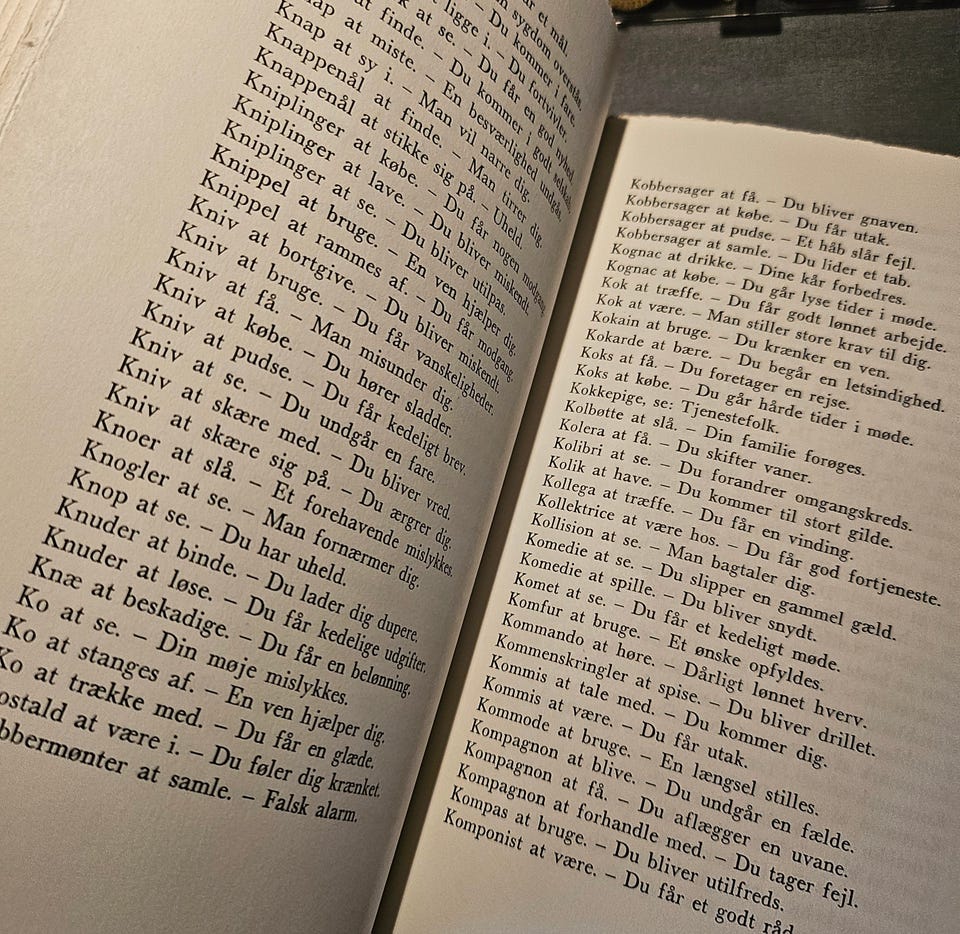 ar et mål.
sygdom overstås.
Du kommer i fare.
ligge i. – Du fortvivler
at se. – Du får en god nyhed.
at finde. – Du kommer i godt selskab.
Knap at miste. – En besværlighed undgås.
Knap at sy i. – Man vil narre dig.
Knappenål at finde. – Man tirrer dig.
Knappenål at stikke sig på. – Uheld.
Kniplinger at købe. – Du får nogen modgang.
Kniplinger at lave. – Du bliver miskendt.
Kniplinger at se. – Du bliver utilpas.
Knippel at bruge. – En ven hjælper dig.
Knippel at rammes af. – Du får modgang.
Kniv at bortgive. – Du bliver miskendt.
Kniv at bruge. – Du får vanskeligheder.
Kniv at få. – Man misunder dig.
Kniv at købe. – Du hører sladder.
Kniv at pudse. – Du får kedeligt brev.
Kniv at se. – Du undgår en fare.
Kniv at skære med. – Du bliver vred.
Kniv at skære sig på. – Du ærgrer dig.
Knoer at slå. – Et forehavende mislykkes.
Knogler at se. – Man fornærmer dig.
Knop at se. – Du har uheld.
Knuder at binde. – Du lader dig dupere.
Knuder at løse. – Du får kedelige udgifter.
Knæ at beskadige. – Du får en belønning.
Ko at se. – Din møje mislykkes.
Ko at stanges af. – En ven hjælper dig.
Ko at trække med. – Du får en glæde.
ostald at være i. – Du føler dig krænket.
bbermønter at samle. – Falsk alarm.
Kobbersager at få. – Du bliver gnaven.
Kobbersager at købe. – Du får utak.
Kobbersager at pudse. – Et håb slår fejl.
Kobbersager at samle. – Du lider et tab.
Kognac at drikke. – Dine kår forbedres.
Kognac at købe. – Du går lyse tider i møde.
Kok at træffe. – Du får godt lønnet arbejde.
Kok at være. – Man stiller store krav til dig.
Kokain at bruge. – Du krænker en ven.
Kokarde at bære. – Du begår en letsindighed.
Koks at få. – Du foretager en rejse.
Koks at købe. – Du går hårde tider i møde.
Kokkepige, se: Tjenestefolk.
Kolbøtte at slå. – Din familie forøges.
Kolera at få. – Du skifter vaner.
Kolibri at se. – Du forandrer omgangskreds.
Kolik at have. – Du kommer til stort gilde.
Kollega at træffe. – Du får en vinding.
Kollektrice at være hos. – Du får god fortjeneste.
Kollision at se. – Man bagtaler dig.
Komedie at se. – Du slipper en gammel gæld.
Komedie at spille. – Du bliver snydt.
Komet at se. – Du får et kedeligt møde.
Komfur at bruge. – Et ønske opfyldes.
Kommando at høre. – Dårligt lønnet hverv.
Kommenskringler at spise. – Du bliver drillet.
Kommis at tale med. – Du kommer dig.
Kommis at være. – Du får utak.
Kommode at bruge. – En længsel stilles.
Kompagnon at blive. – Du undgår en fælde.
Kompagnon at få. – Du aflægger en uvane.
Kompagnon at forhandle med. – Du tager fejl.
Kompas at bruge. – Du bliver utilfreds.
Komponist at være. – Du får et godt råd